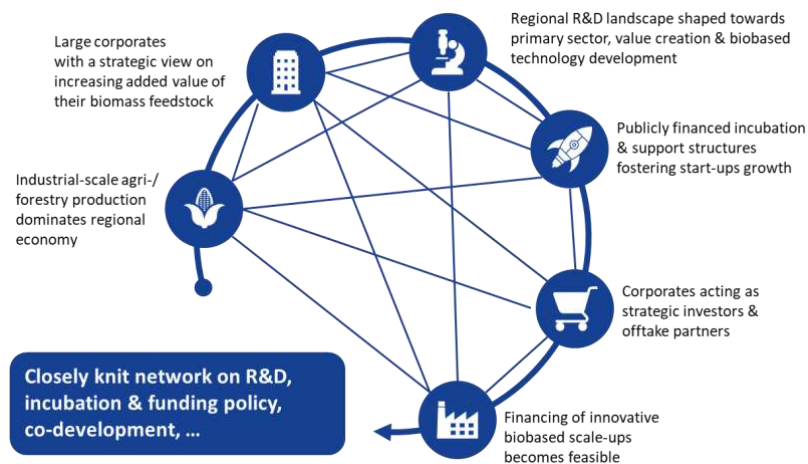 Large corporates
with a strategic view on
increasing added value of
their biomass feedstock
Regional R&D landscape shaped towards
primary sector, value creation & biobased
technology development
Publicly financed incubation
& support structures
fostering start-ups growth
Industrial-scale agri-/
forestry production
dominates regional
economy
Corporates acting as
strategic investors &
offtake partners
Closely knit network on R&D,
incubation & funding policy,
co-development, ...
Financing of innovative
biobased scale-ups
becomes feasible